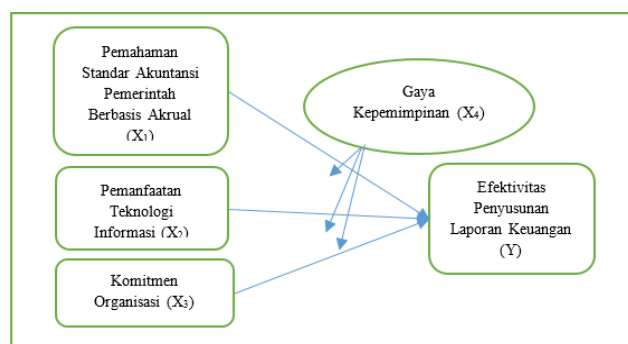 Pemahaman
Standar Akuntansi
Pemerintah
Berbasis Akrual
(X₁)
Gaya
Kepemimpinan (X₄)
Pemanfaatan
Teknologi
Informasi (X₂)
Efektivitas
Penyusunan
Laporan Keuangan
(Y)
Komitmen
Organisasi (X₃)